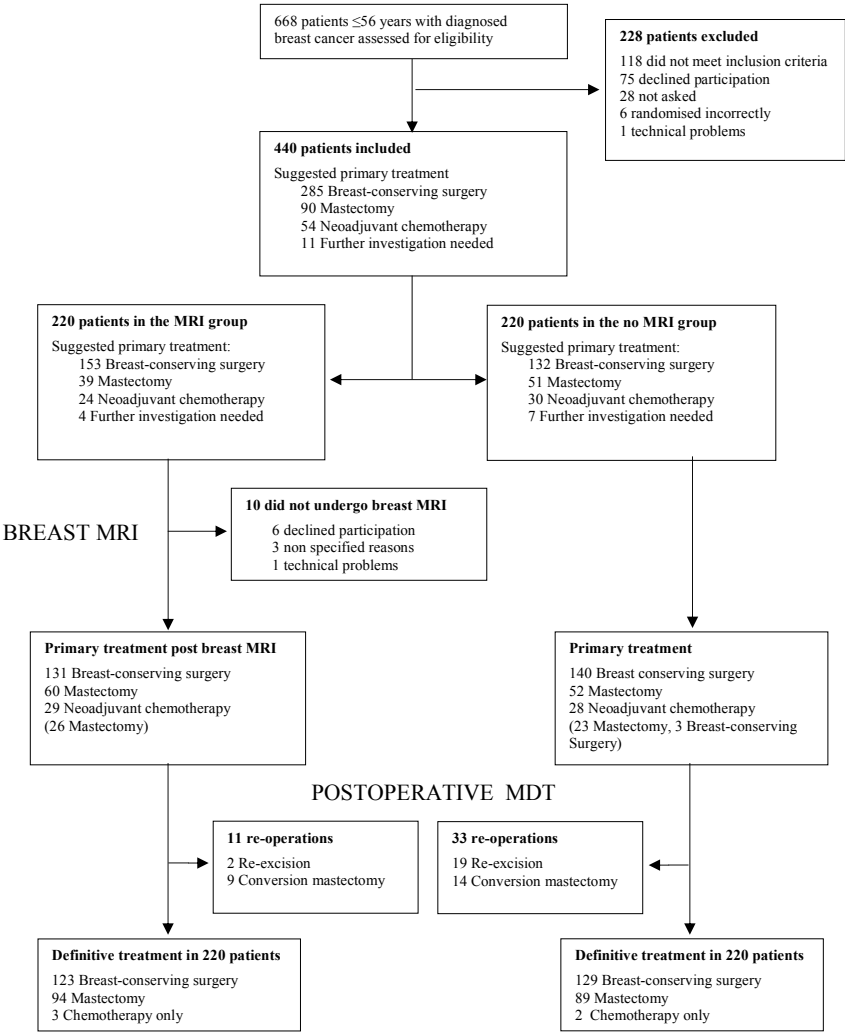 668 patients ≤56 years with diagnosed
breast cancer assessed for eligibility
228 patients excluded
118 did not meet inclusion criteria
75 declined participation
28 not asked
6 randomised incorrectly
1 technical problems
440 patients included
Suggested primary treatment
285 Breast-conserving surgery
90 Mastectomy
54 Neoadjuvant chemotherapy
11 Further investigation needed
220 patients in the MRI group
Suggested primary treatment:
153 Breast-conserving surgery
39 Mastectomy
24 Neoadjuvant chemotherapy
4 Further investigation needed
220 patients in the no MRI group
Suggested primary treatment:
132 Breast-conserving surgery
51 Mastectomy
30 Neoadjuvant chemotherapy
7 Further investigation needed
BREAST MRI
10 did not undergo breast MRI
6 declined participation
3 non specified reasons
1 technical problems
Primary treatment post breast MRI
131 Breast-conserving surgery
60 Mastectomy
29 Neoadjuvant chemotherapy
(26 Mastectomy)
Primary treatment
140 Breast conserving surgery
52 Mastectomy
28 Neoadjuvant chemotherapy
(23 Mastectomy, 3 Breast-conserving
Surgery)
POSTOPERATIVE MDT
11 re-operations
2 Re-excision
9 Conversion mastectomy
33 re-operations
19 Re-excision
14 Conversion mastectomy
Definitive treatment in 220 patients
123 Breast-conserving surgery
94 Mastectomy
3 Chemotherapy only
Definitive treatment in 220 patients
129 Breast-conserving surgery
89 Mastectomy
2 Chemotherapy only